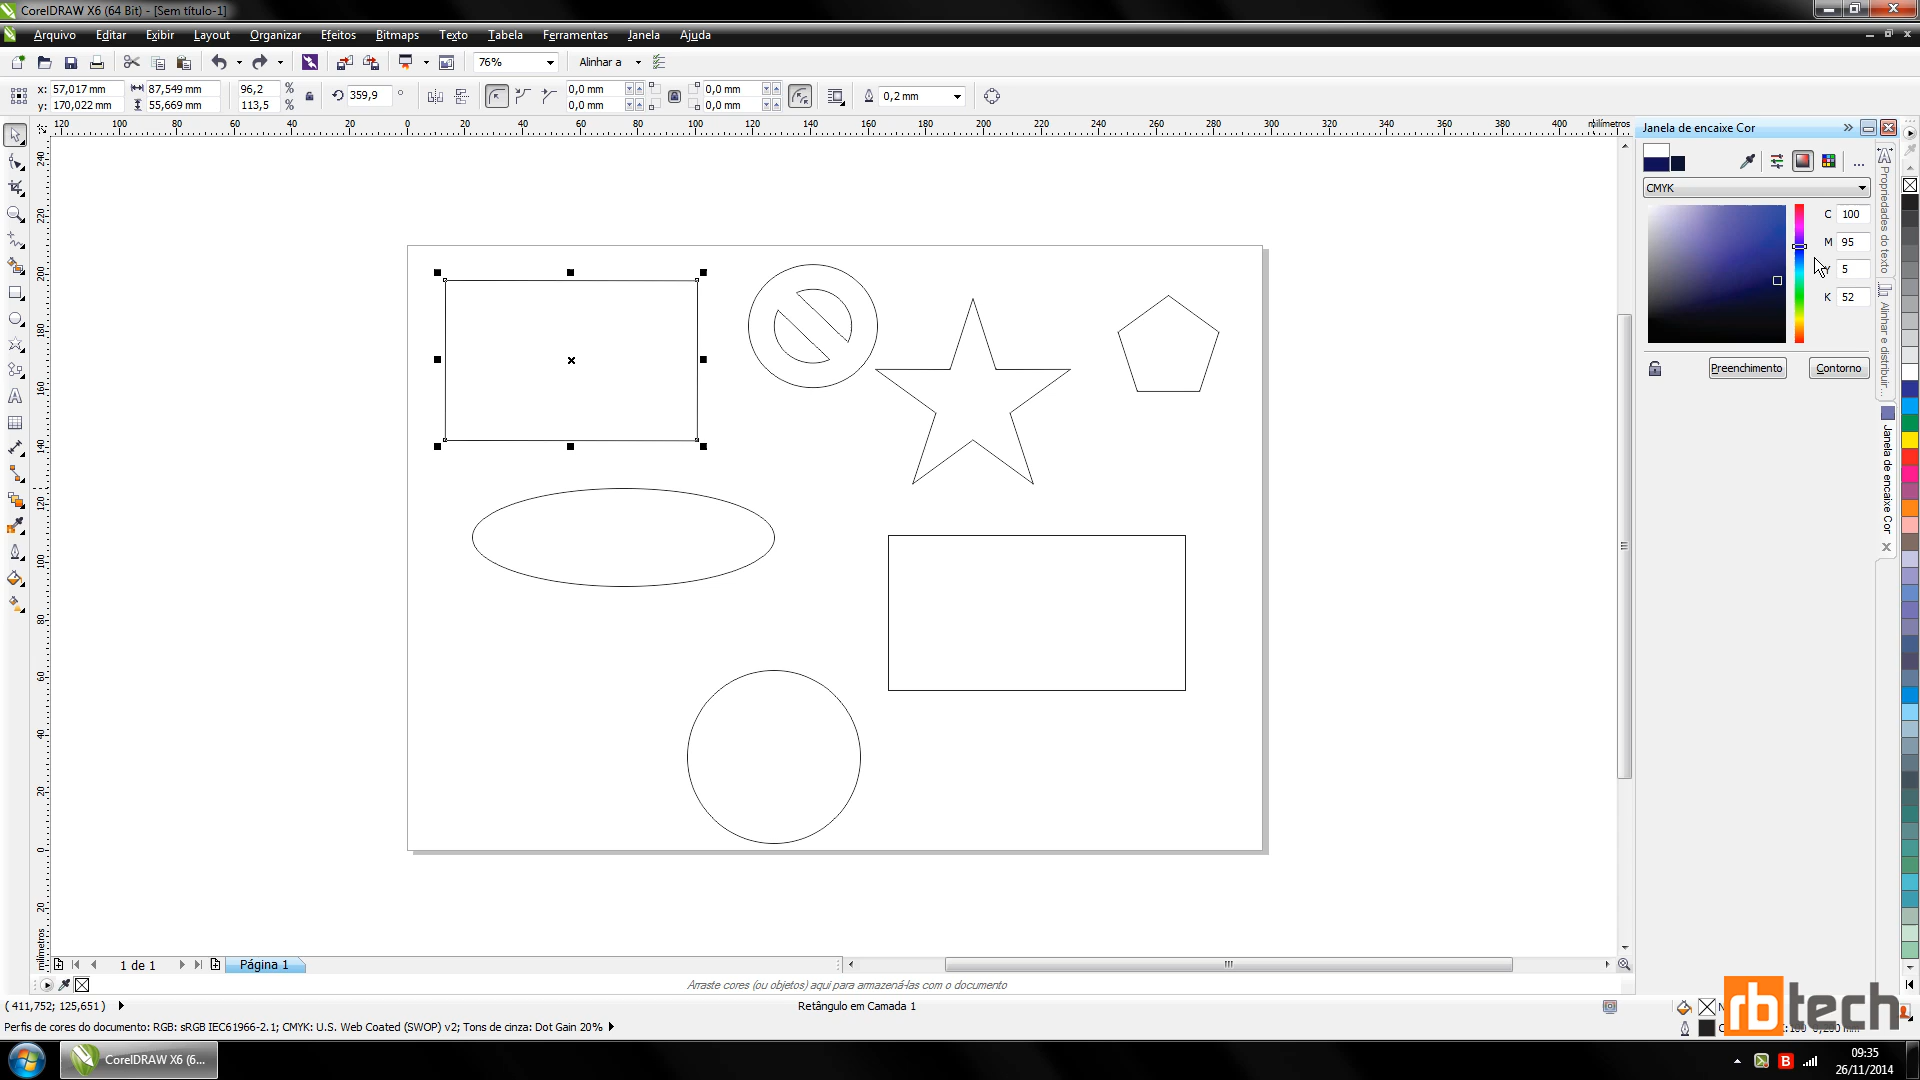 CorelDRAW X6 (64 Bit) - [Sem título-1]
Arquivo Editar Exibir Layout Organizar Efeitos Bitmaps Texto Tabela Ferramentas Janela Ajuda
76% Alinhar a
x: 57,017 mm 87,549 mm 96,2 % 359,9 ° 0,0 mm 0,0 mm 0,2 mm
y: 170,022 mm 55,669 mm 113,5 % 0,0 mm 0,0 mm
120 100 80 60 40 20 0 20 40 60 80 100 120 140 160 180 200 220 240 260 280 300 320 340 360 380 400 milímetros
240
220
200
180
160
140
120
100
80
60
40
20
0
20
milímetros
Janela de encaixe Cor
CMYK
C 100
M 95
Y 5
K 52
Preenchimento Contorno
Propriedades do texto
Alinhar e distribuir...
Janela de encaixe Cor
1 de 1 Página 1
Arraste cores (ou objetos) aqui para armazená-las com o documento
( 411,752; 125,651 ) Retângulo em Camada 1
Perfis de cores do documento: RGB: sRGB IEC61966-2.1; CMYK: U.S. Web Coated (SWOP) v2; Tons de cinza: Dot Gain 20%
rbtech
CorelDRAW X6 (6...
09:35
26/11/2014